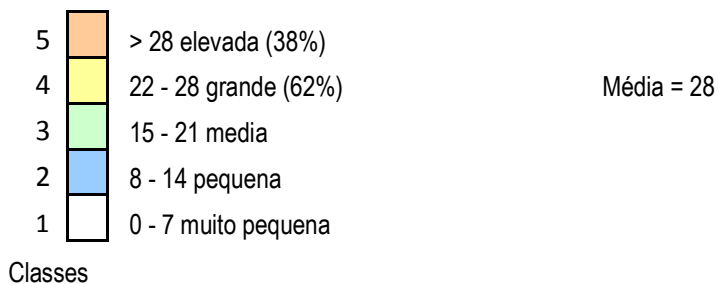 5 > 28 elevada (38%)
4 22 - 28 grande (62%) Média = 28
3 15 - 21 media
2 8 - 14 pequena
1 0 - 7 muito pequena
Classes